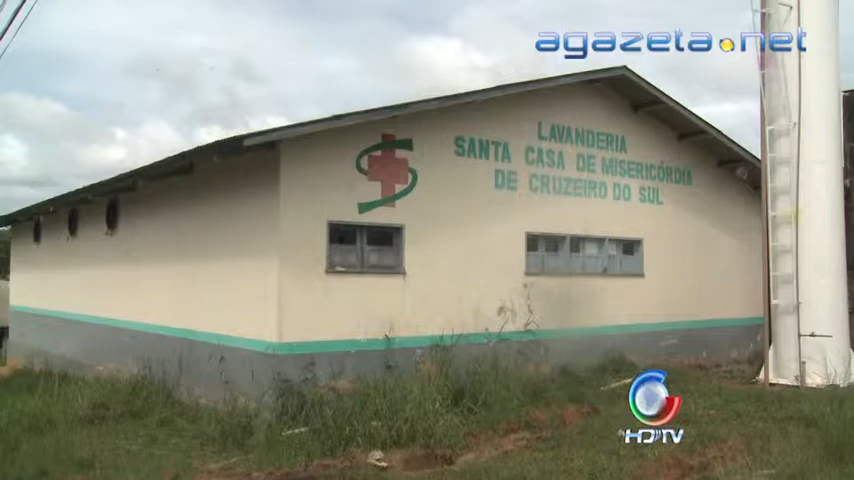 agazeta.net
LAVANDERIA
SANTA CASA DE MISERICÓRDIA
DE CRUZEIRO DO SUL
HDTV